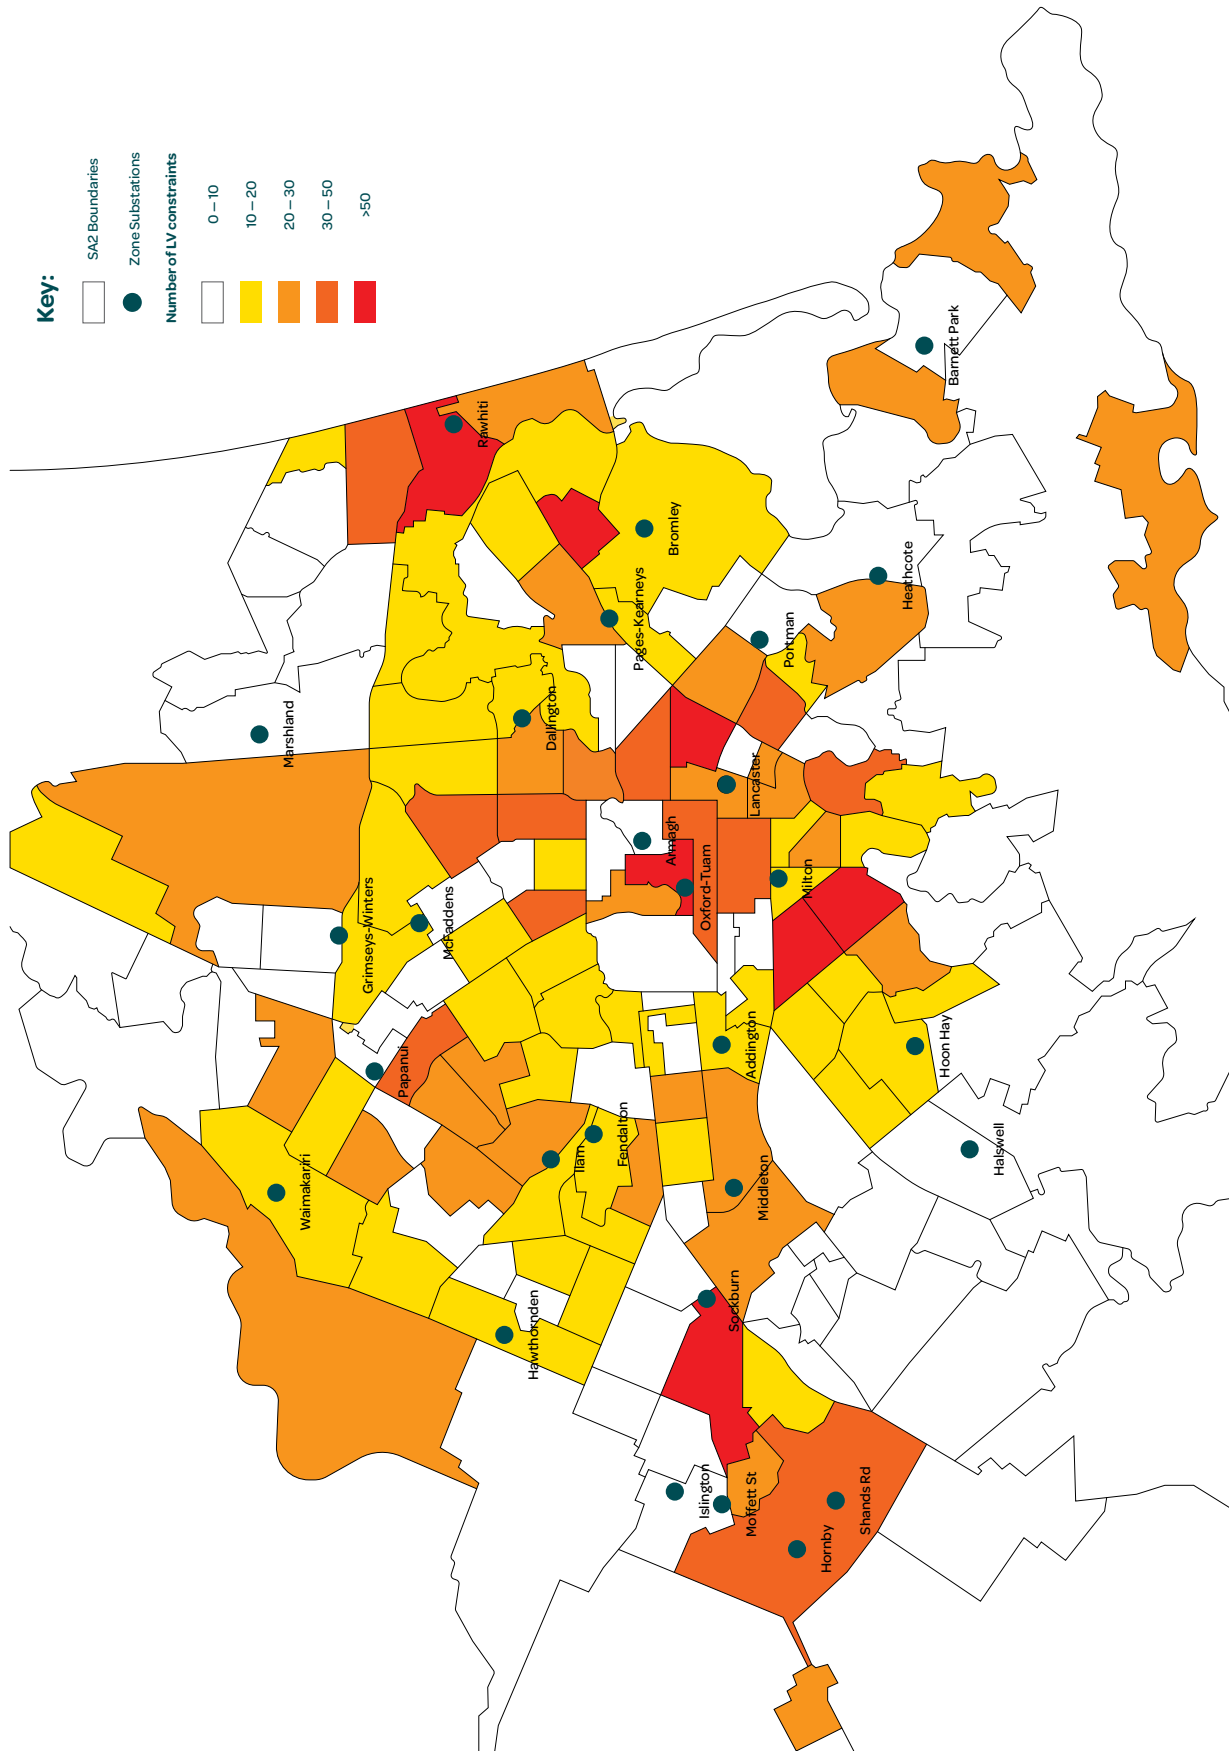 Key:
SA2 Boundaries
Zone Substations
Number of LV constraints
0 – 10
10 – 20
20 – 30
30 – 50
>50
Marshland
Rawhiti
Dallington
Pages-Kearneys
Bromley
Barnett Park
Heathcote
Portman
Lancaster
Armagh
Oxford-Tuam
Milton
Grimseys-Winters
McFaddens
Papanui
Waimakariri
Ilam
Fendalton
Addington
Hoon Hay
Halswell
Middleton
Sockburn
Hawthornden
Islington
Moffett St
Hornby
Shands Rd